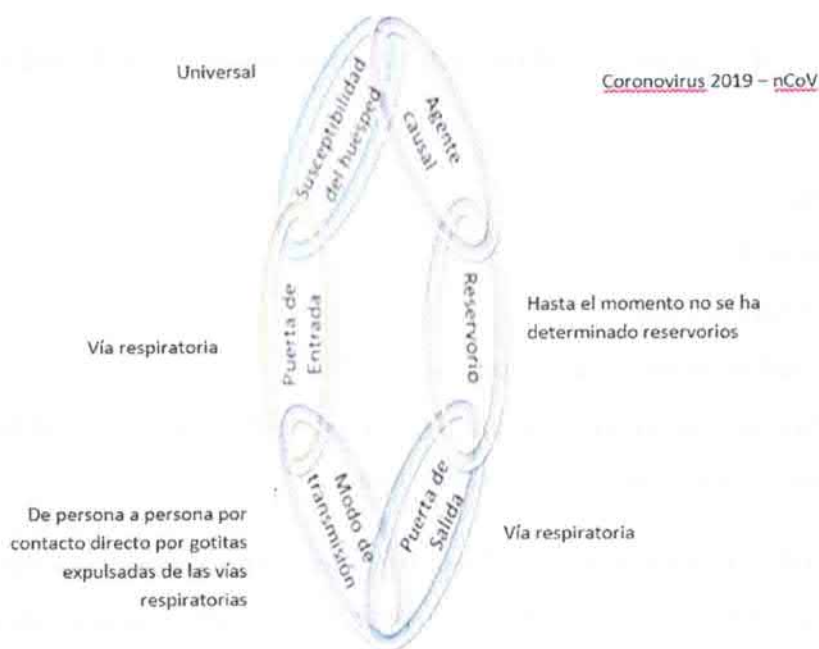 Universal
Susceptibilidad
del huésped
Agente
causal
Coronovirus 2019 – nCoV
Puerta de
Entrada
Vía respiratoria
Reservorio
Hasta el momento no se ha
determinado reservorios
Modo de
transmisión
De persona a persona por
contacto directo por gotitas
expulsadas de las vías
respiratorias
Puerta de
Salida
Vía respiratoria